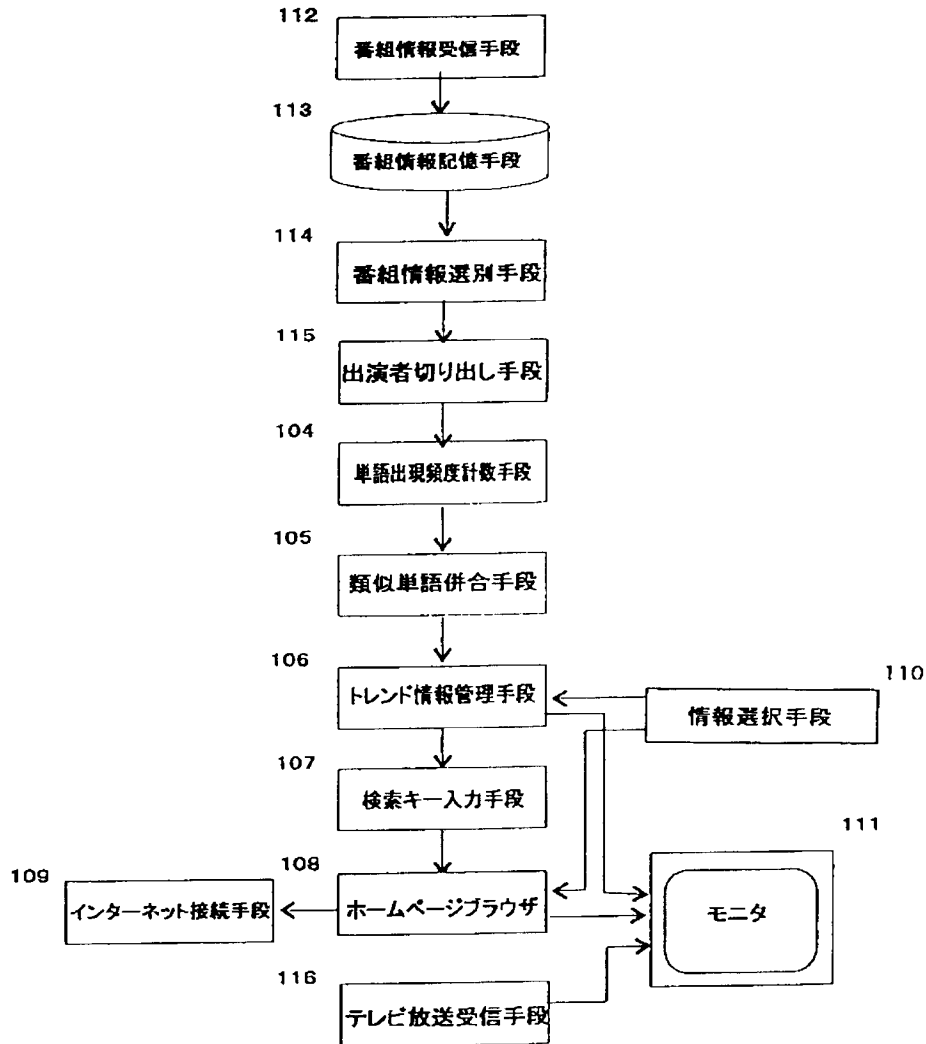 112
番組情報受信手段
113
番組情報記憶手段
114
番組情報選別手段
115
出演者切り出し手段
104
単語出現頻度計数手段
105
類似単語併合手段
106
トレンド情報管理手段
110
情報選択手段
107
検索キー入力手段
111
モニタ
108
ホームページブラウザ
109
インターネット接続手段
116
テレビ放送受信手段